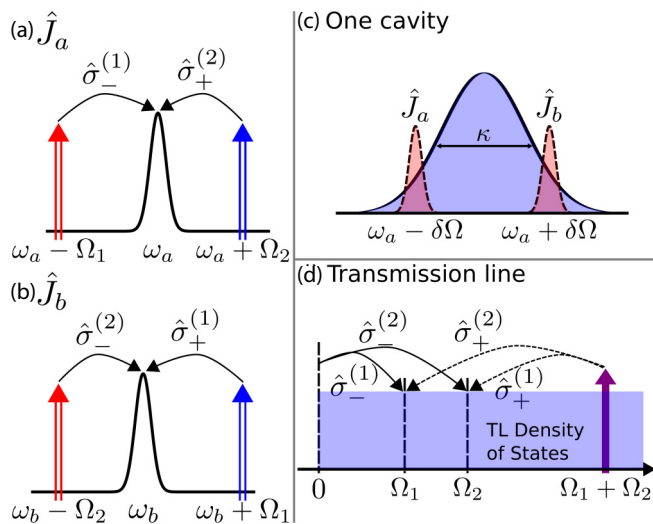 (a) Ĵ_a
σ̂_-^(1) σ̂_+^(2)
ω_a − Ω_1 ω_a ω_a + Ω_2
(b) Ĵ_b
σ̂_-^(2) σ̂_+^(1)
ω_b − Ω_2 ω_b ω_b + Ω_1
(c) One cavity
Ĵ_a Ĵ_b
κ
ω_a − δΩ ω_a + δΩ
(d) Transmission line
σ̂_-^(2) σ̂_+^(2)
σ̂_-^(1) σ̂_+^(1)
TL Density
of States
0 Ω_1 Ω_2 Ω_1 + Ω_2